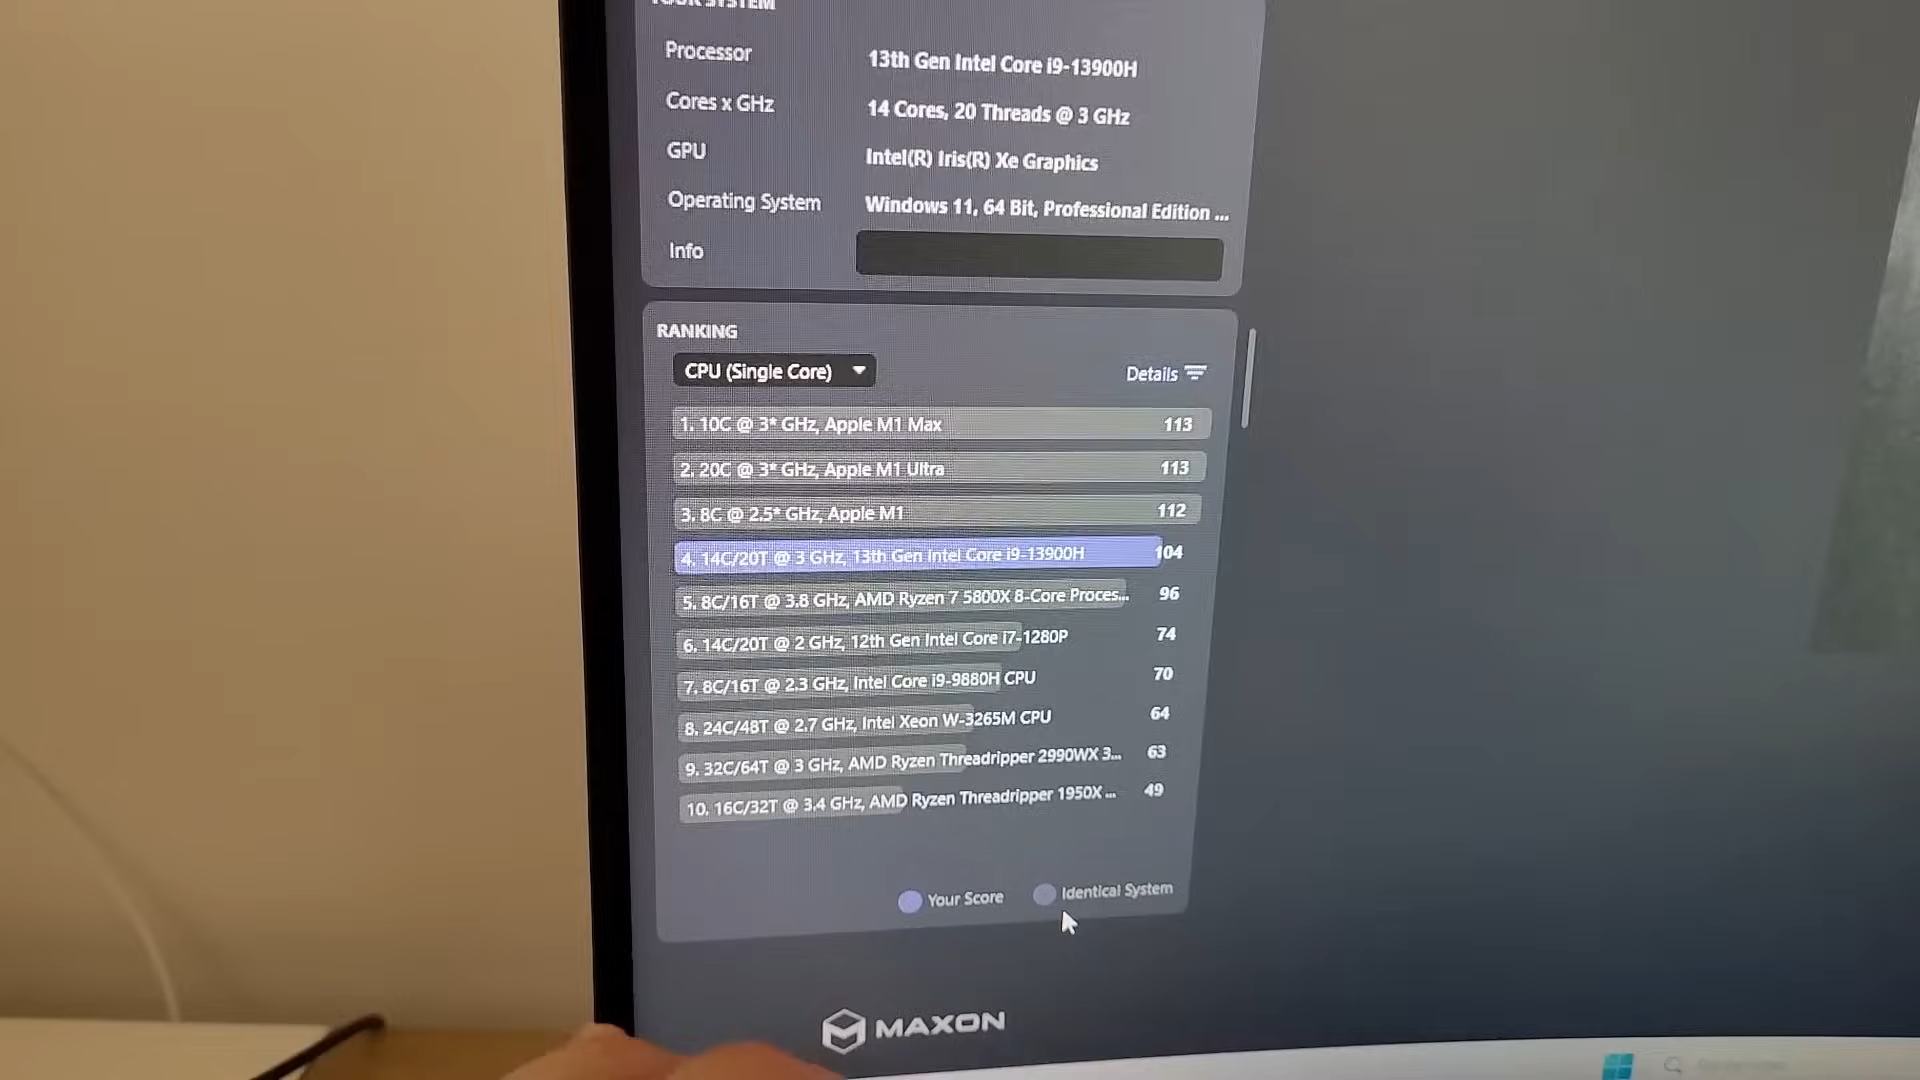 YOUR SYSTEM
Processor 13th Gen Intel Core i9-13900H
Cores x GHz 14 Cores, 20 Threads @ 3 GHz
GPU Intel(R) Iris(R) Xe Graphics
Operating System Windows 11, 64 Bit, Professional Edition ...
Info
RANKING
CPU (Single Core) Details
1. 10C @ 3* GHz, Apple M1 Max 113
2. 20C @ 3* GHz, Apple M1 Ultra 113
3. 8C @ 2.5* GHz, Apple M1 112
4. 14C/20T @ 3 GHz, 13th Gen Intel Core i9-13900H 104
5. 8C/16T @ 3.8 GHz, AMD Ryzen 7 5800X 8-Core Proces... 96
6. 14C/20T @ 2 GHz, 12th Gen Intel Core i7-1280P 74
7. 8C/16T @ 2.3 GHz, Intel Core i9-9880H CPU 70
8. 24C/48T @ 2.7 GHz, Intel Xeon W-3265M CPU 64
9. 32C/64T @ 3 GHz, AMD Ryzen Threadripper 2990WX 3... 63
10. 16C/32T @ 3.4 GHz, AMD Ryzen Threadripper 1950X ... 49
Your Score Identical System
MAXON